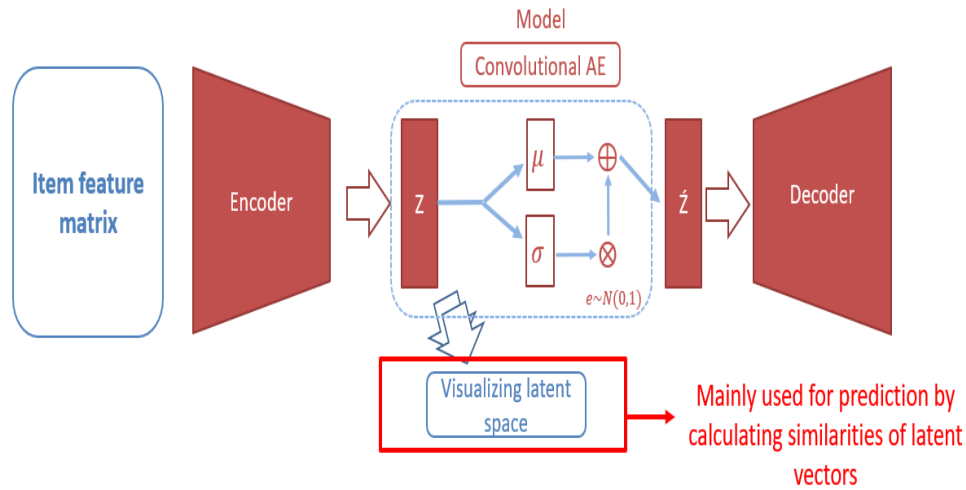 Model
Convolutional AE
Item feature
matrix
Encoder
Z
μ
σ
⊕
⊗
e~N(0,1)
Ź
Decoder
Visualizing latent
space
Mainly used for prediction by
calculating similarities of latent
vectors